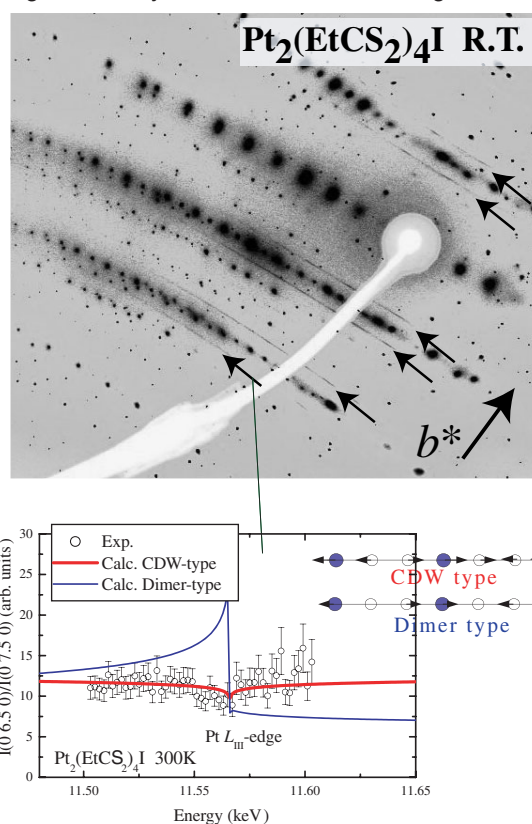 Pt2(EtCS2)4I R.T.
b*
I(0 6.5 0)/I(0 7.5 0) (arb. units)
30
25
20
15
10
5
0
Exp.
Calc. CDW-type
Calc. Dimer-type
CDW type
Dimer type
Pt LIII-edge
Pt2(EtCS2)4I 300K
11.50
11.55
11.60
11.65
Energy (keV)